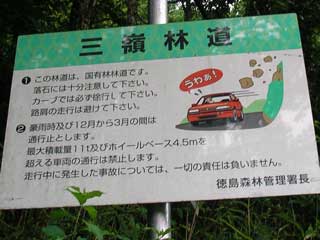 三嶺林道
❶ この林道は、国有林林道です。
落石には十分注意して下さい。
カーブでは必ず徐行して下さい。
路肩の走行は避けて下さい。
うわぁ!
❷ 豪雨時及び12月から3月の間は
通行止とします。
最大積載量11t及びホイールベース4.5mを
超える車両の通行は禁止します。
走行中に発生した事故については、一切の責任は負いません。
徳島森林管理署長